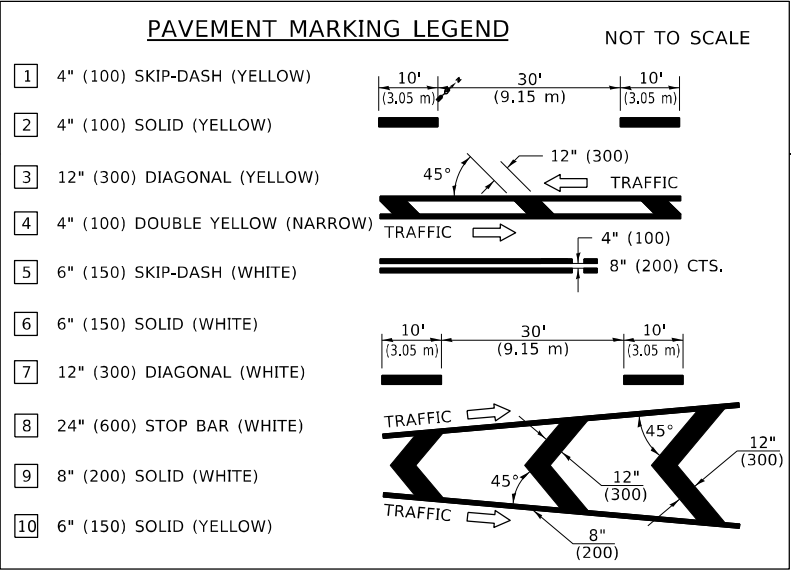 PAVEMENT MARKING LEGEND
NOT TO SCALE
1 4" (100) SKIP-DASH (YELLOW)
10' 30' 10'
(3.05 m) (9.15 m) (3.05 m)
2 4" (100) SOLID (YELLOW)
3 12" (300) DIAGONAL (YELLOW)
45° 12" (300)
TRAFFIC
4 4" (100) DOUBLE YELLOW (NARROW)
TRAFFIC
4" (100)
5 6" (150) SKIP-DASH (WHITE)
8" (200) CTS.
6 6" (150) SOLID (WHITE)
10' 30' 10'
(3.05 m) (9.15 m) (3.05 m)
7 12" (300) DIAGONAL (WHITE)
8 24" (600) STOP BAR (WHITE)
TRAFFIC
45°
12"
(300)
9 8" (200) SOLID (WHITE)
45°
12"
(300)
10 6" (150) SOLID (YELLOW)
TRAFFIC
8"
(200)